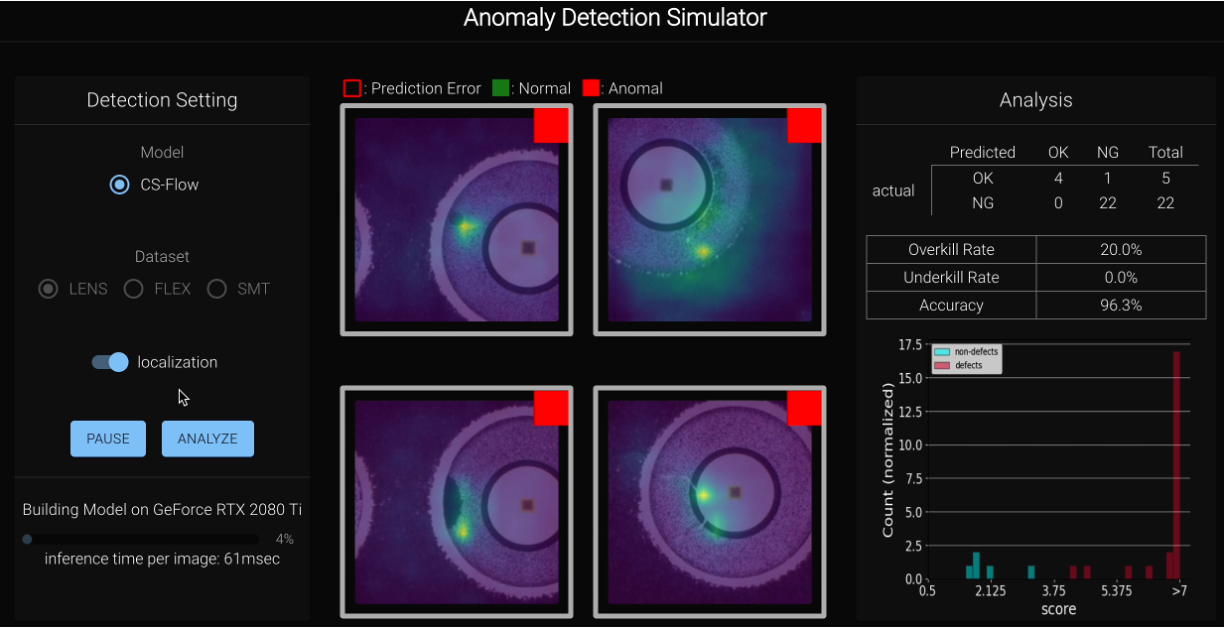 Anomaly Detection Simulator
Detection Setting
Model
CS-Flow
Dataset
LENS FLEX SMT
localization
PAUSE ANALYZE
Building Model on GeForce RTX 2080 Ti
4%
inference time per image: 61msec
: Prediction Error : Normal : Anomal
Analysis
Predicted OK NG Total
actual
OK 4 1 5
NG 0 22 22
Overkill Rate 20.0%
Underkill Rate 0.0%
Accuracy 96.3%
non-defects
defects
Count (normalized)
17.5
15.0
12.5
10.0
7.5
5.0
2.5
0.0
0.5 2.125 3.75 5.375 >7
score